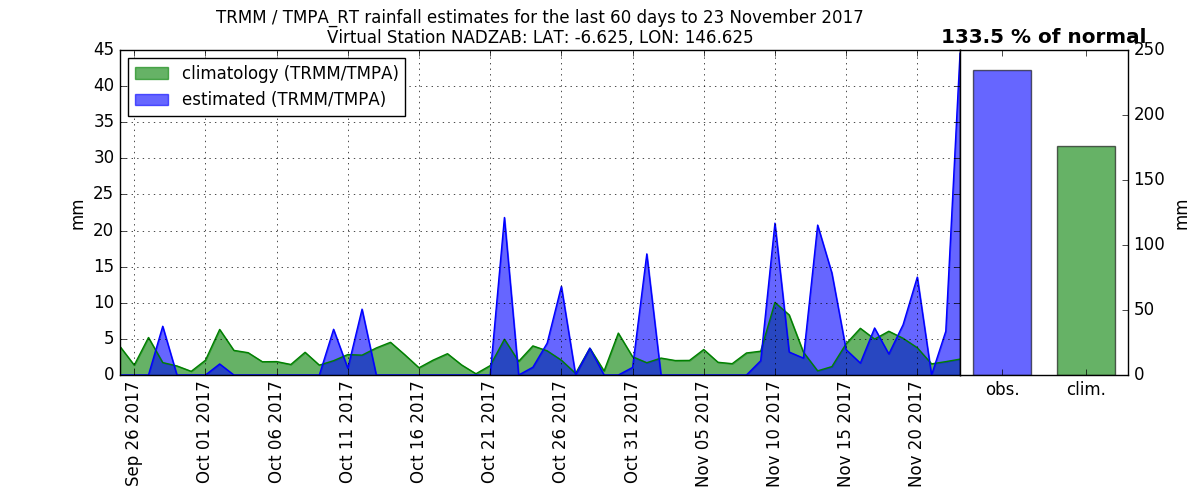 TRMM / TMPA_RT rainfall estimates for the last 60 days to 23 November 2017
Virtual Station NADZAB: LAT: -6.625, LON: 146.625
133.5 % of normal
climatology (TRMM/TMPA)
estimated (TRMM/TMPA)
mm
45
40
35
30
25
20
15
10
5
0
Sep 26 2017
Oct 01 2017
Oct 06 2017
Oct 11 2017
Oct 16 2017
Oct 21 2017
Oct 26 2017
Oct 31 2017
Nov 05 2017
Nov 10 2017
Nov 15 2017
Nov 20 2017
250
200
150
100
50
0
mm
obs.
clim.